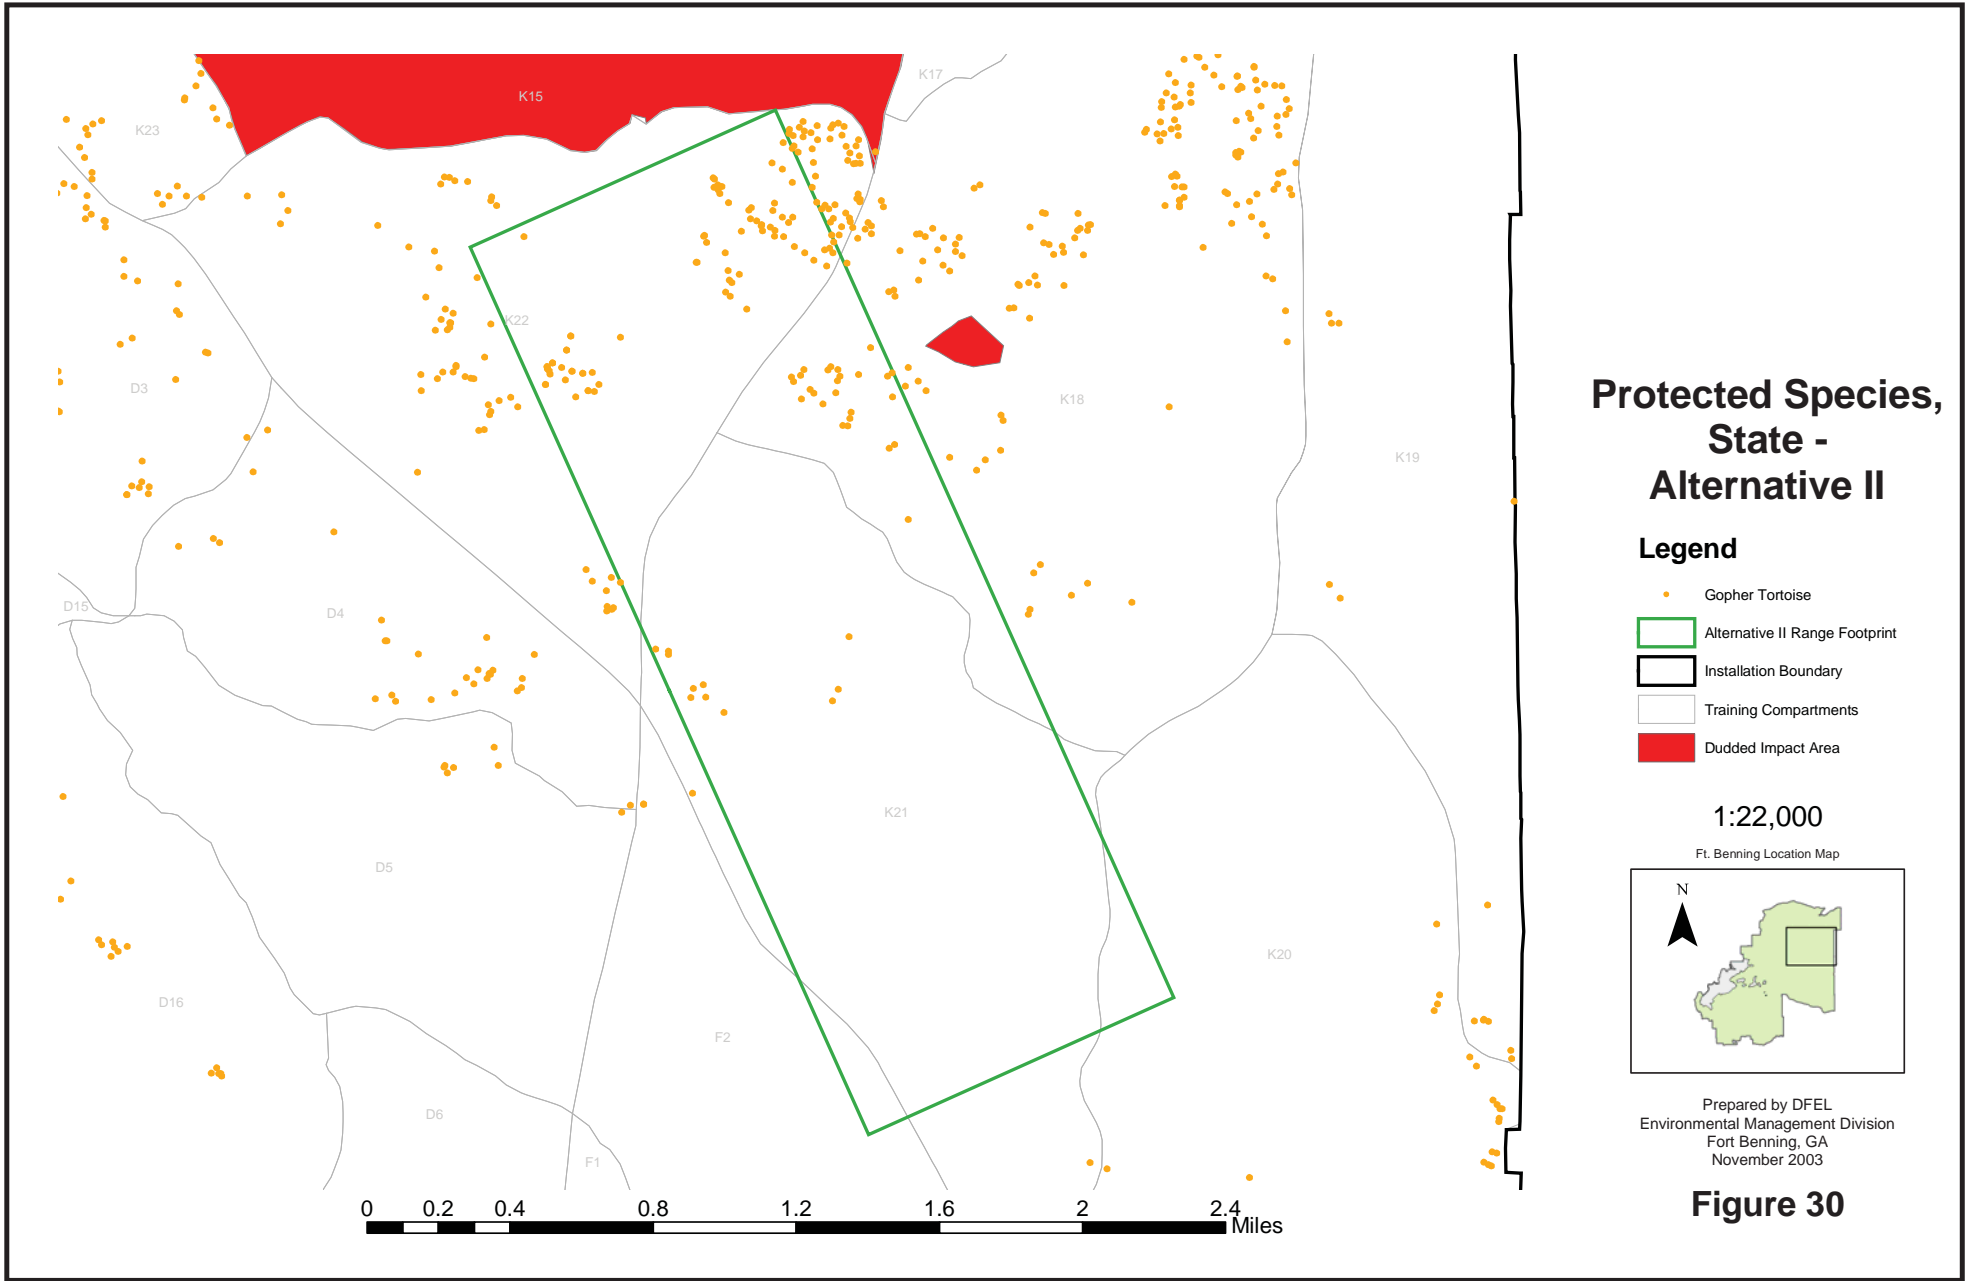 K17
K15
K23
K22
D3
K18
K19
D15
D4
K21
D5
K20
D16
F2
D6
F1
0 0.2 0.4 0.8 1.2 1.6 2 2.4
Miles
Protected Species,
State -
Alternative II
Legend
Gopher Tortoise
Alternative II Range Footprint
Installation Boundary
Training Compartments
Dudded Impact Area
1:22,000
Ft. Benning Location Map
N
Prepared by DFEL
Environmental Management Division
Fort Benning, GA
November 2003
Figure 30